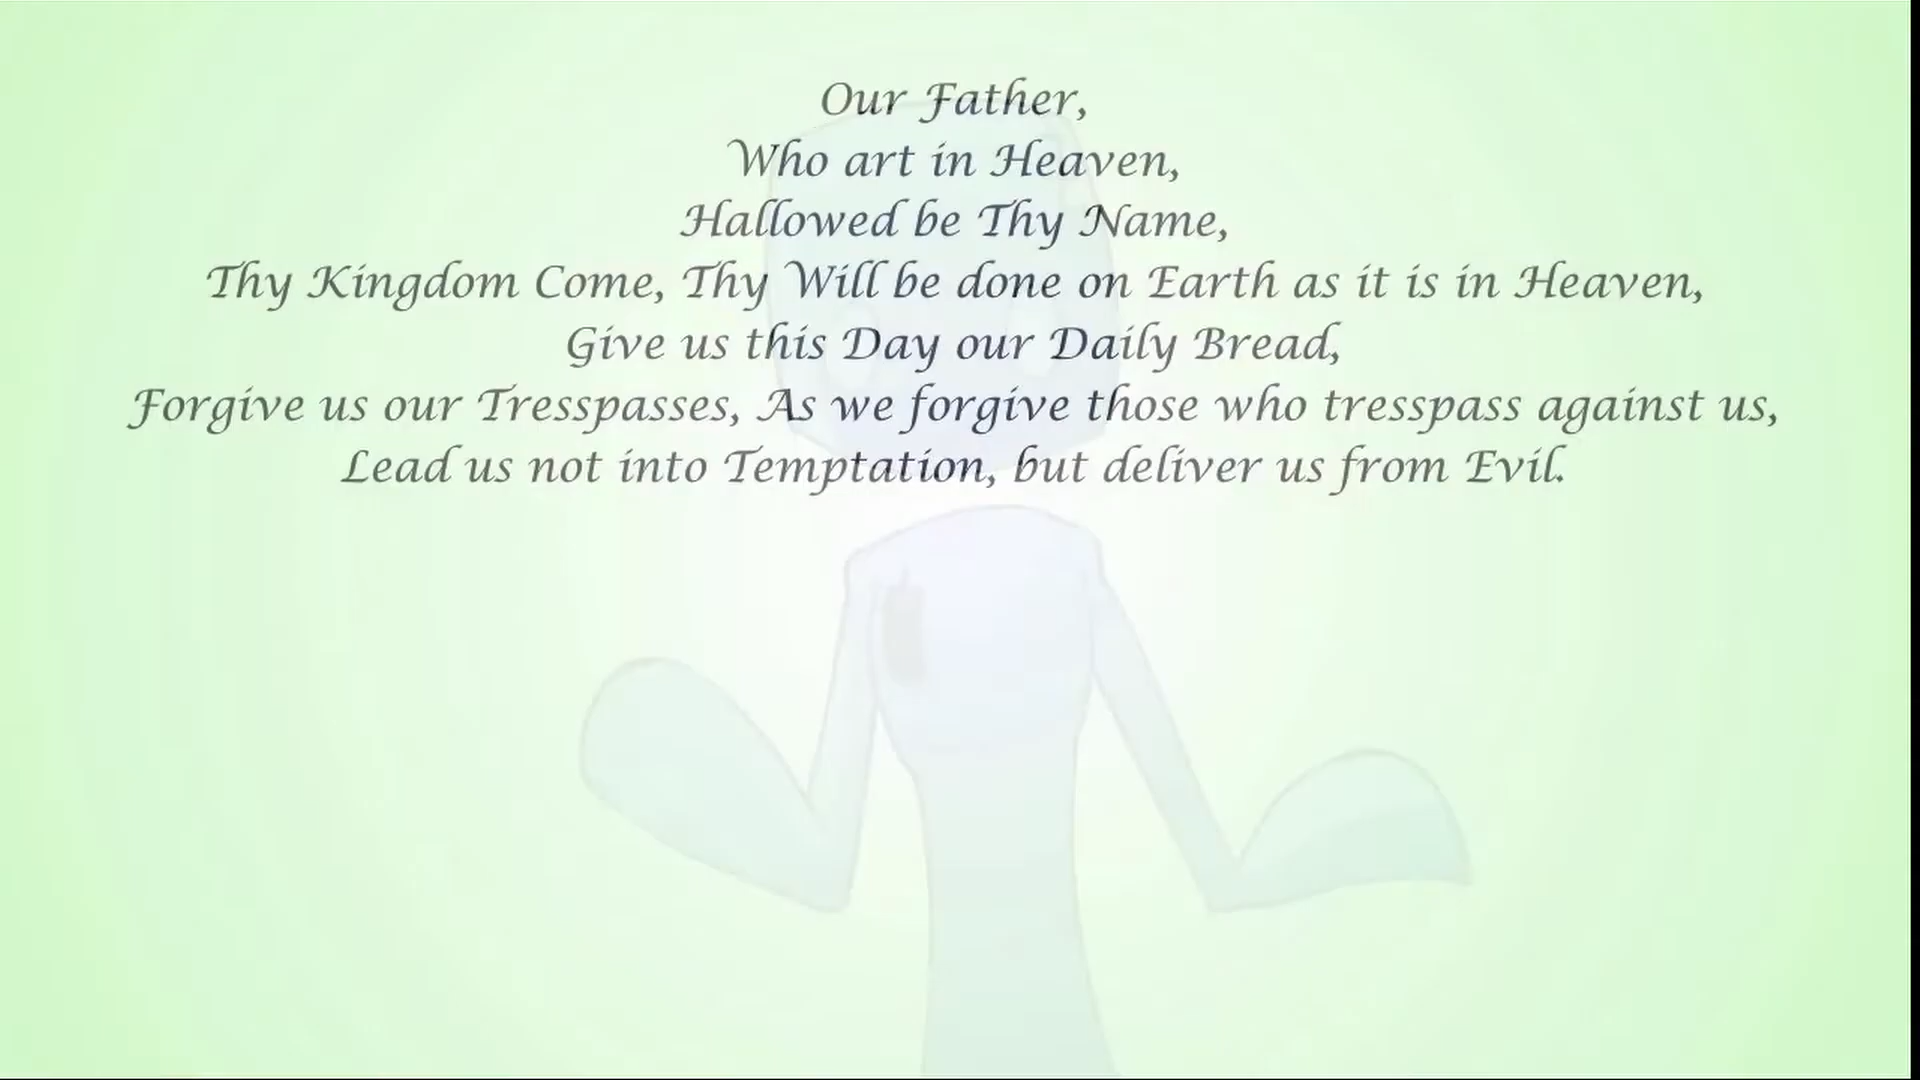 Our Father,
Who art in Heaven,
Hallowed be Thy Name,
Thy Kingdom Come, Thy Will be done on Earth as it is in Heaven,
Give us this Day our Daily Bread,
Forgive us our Tresspasses, As we forgive those who tresspass against us,
Lead us not into Temptation, but deliver us from Evil.